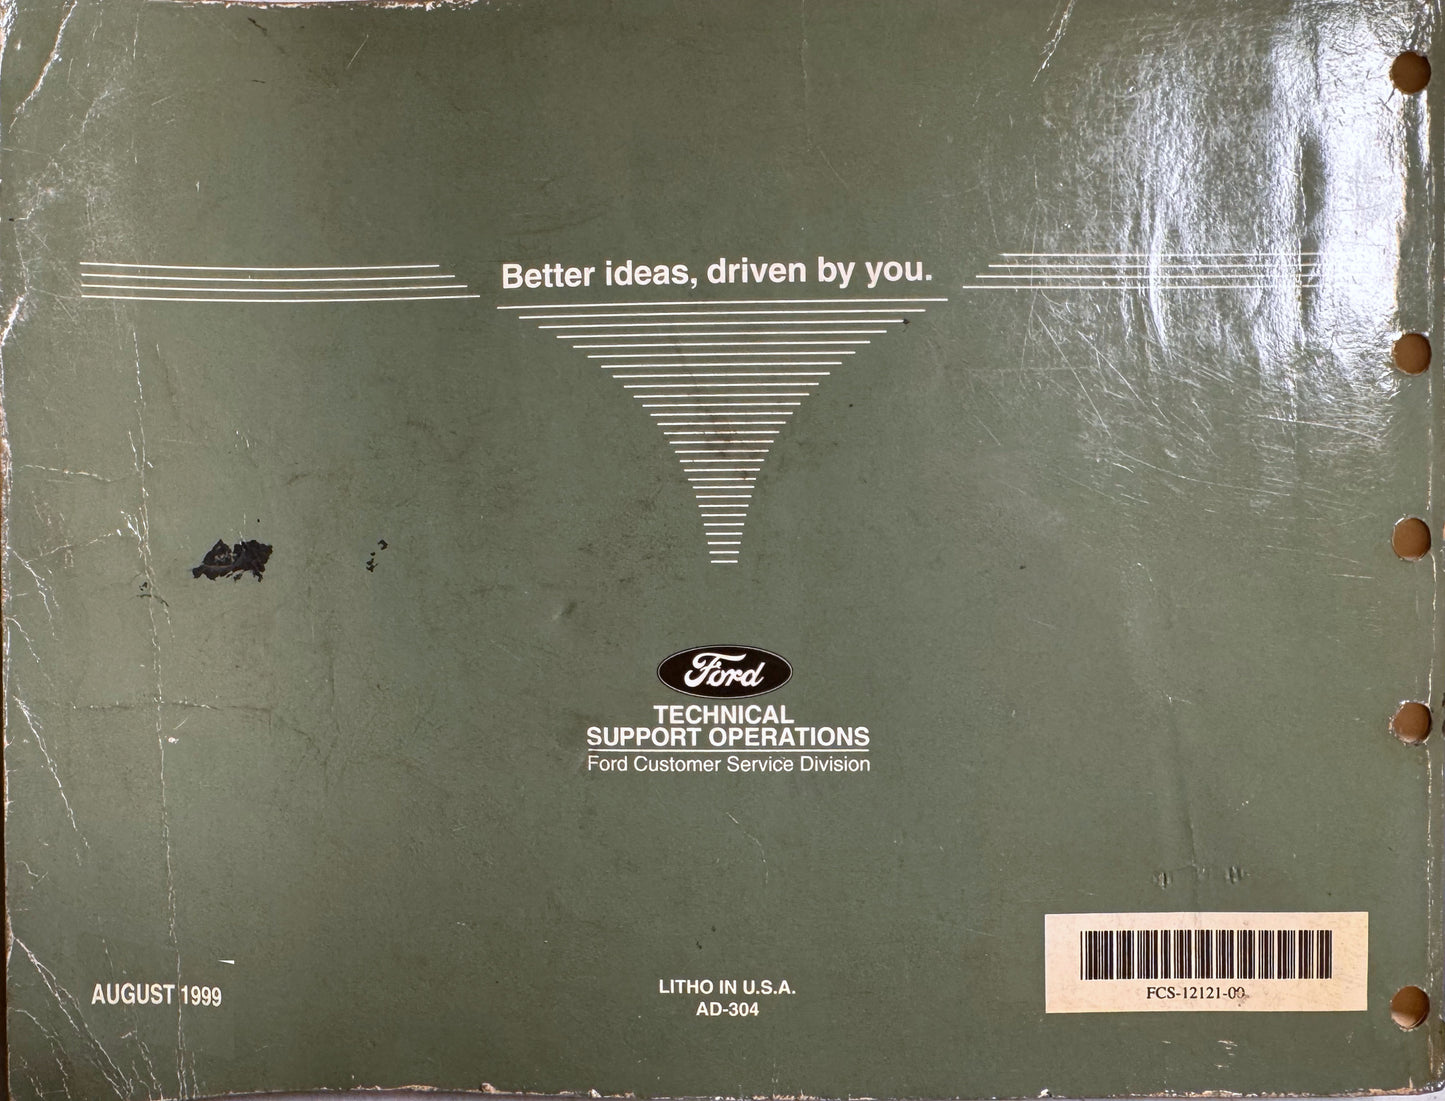 Better ideas, driven by you.
Ford
TECHNICAL
SUPPORT OPERATIONS
Ford Customer Service Division
FCS-12121-00
AUGUST 1999
LITHO IN U.S.A.
AD-304